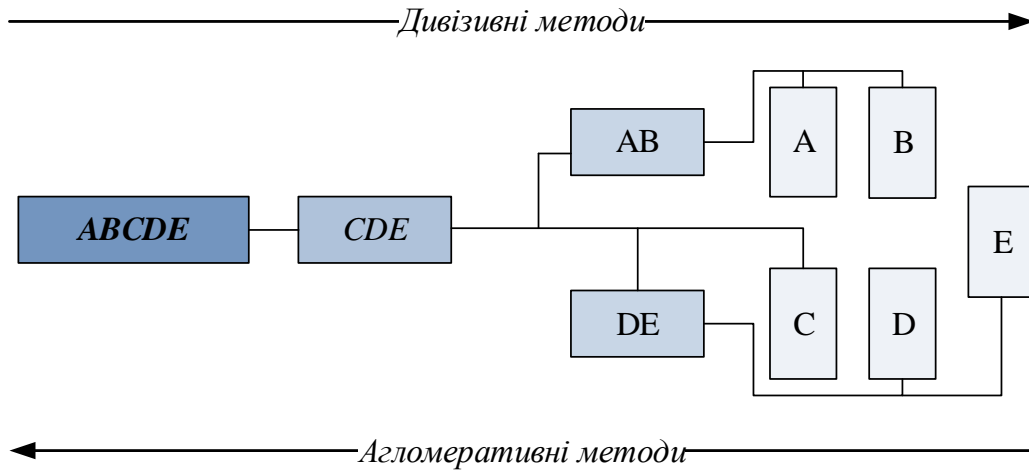 Дивізивні методи
AB
A
B
ABCDE
CDE
E
DE
C
D
Агломеративні методи